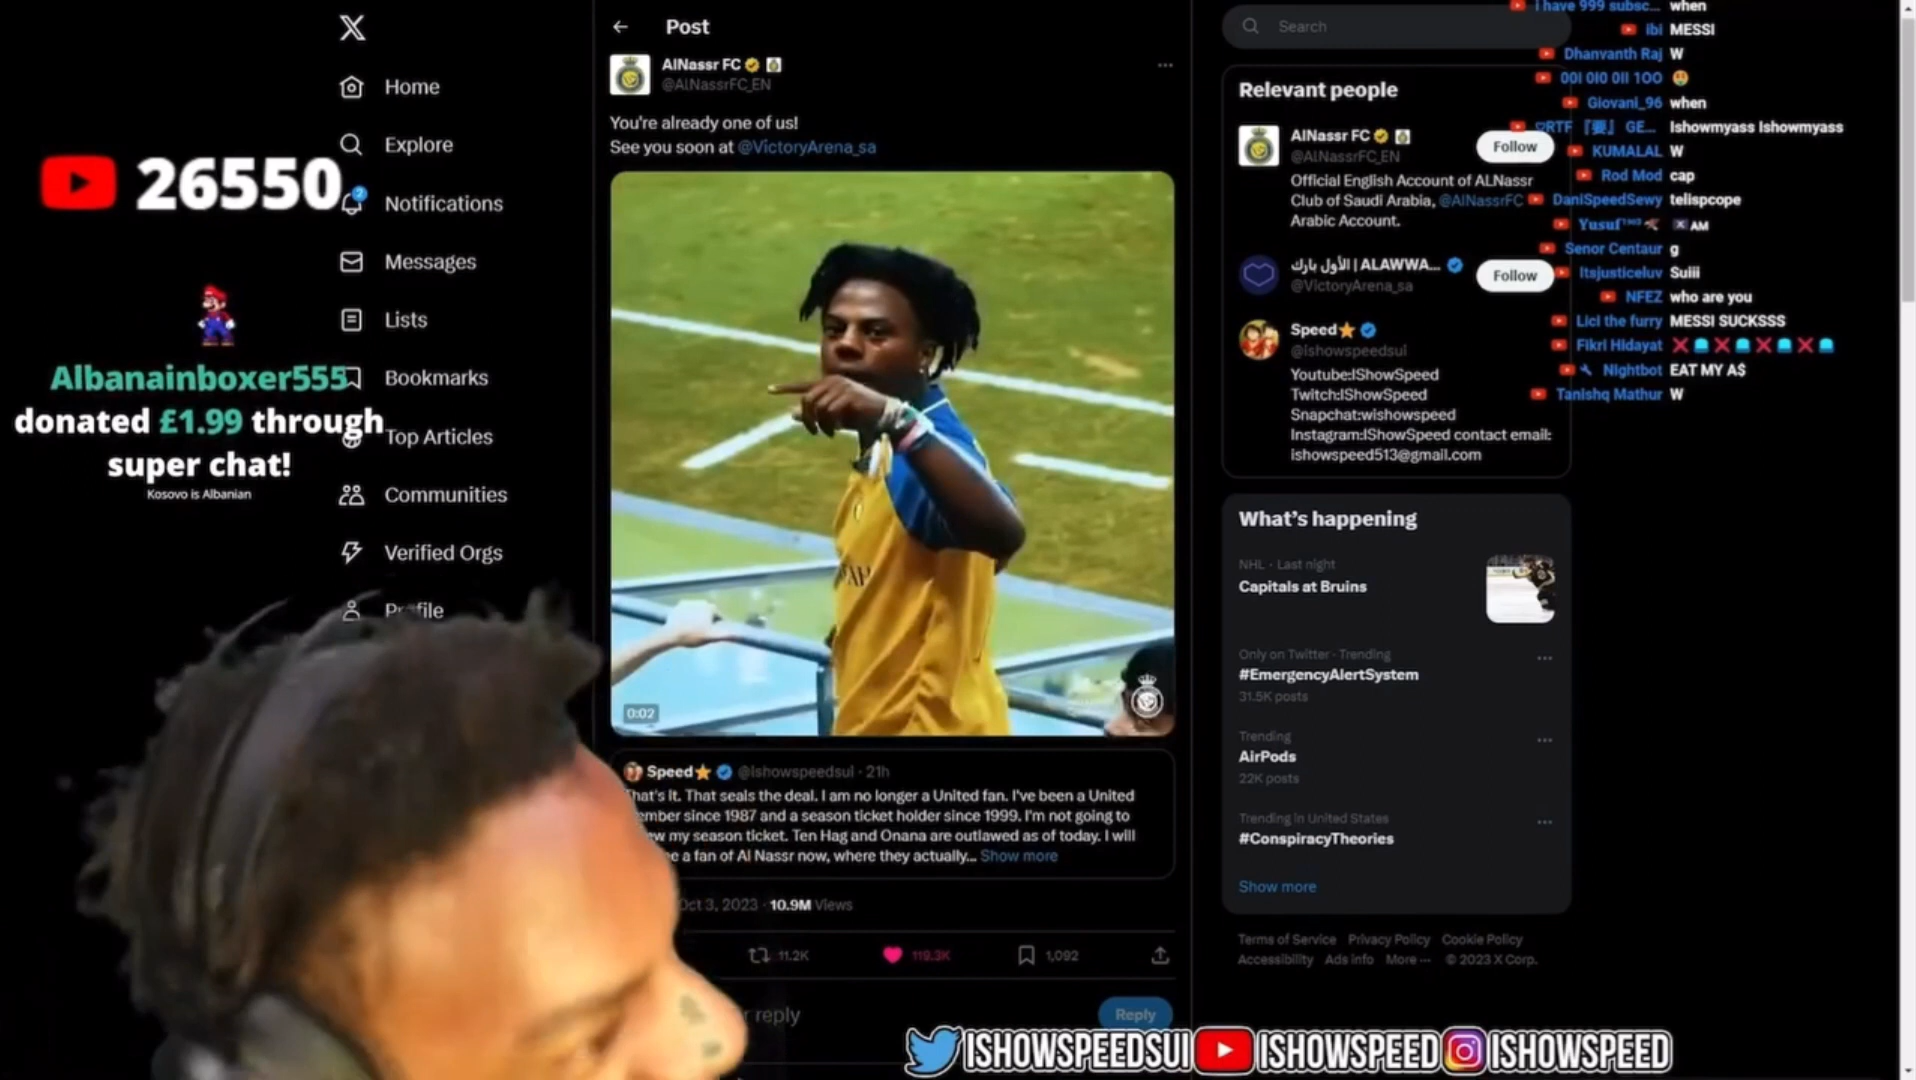 X
Home
Explore
Notifications
2
Messages
Lists
Bookmarks
Top Articles
Communities
Verified Orgs
Profile
26550
Albanainboxer555
donated £1.99 through
super chat!
Kosovo is Albanian
Post
AlNassr FC
@AlNassrFC_EN
You're already one of us!
See you soon at @VictoryArena_sa
0:02
Speed @ishowspeedsui · 21h
That's it. That seals the deal. I am no longer a United fan. I've been a United
member since 1987 and a season ticket holder since 1999. I'm not going to
my season ticket. Ten Hag and Onana are outlawed as of today. I will
be a fan of Al Nassr now, where they actually... Show more
Oct 3, 2023 · 10.9M Views
11.2K
119.3K
1,092
reply
Reply
Search
Relevant people
AlNassr FC
@AlNassrFC_EN
Follow
Official English Account of ALNassr
Club of Saudi Arabia, @AlNassrFC
Arabic Account.
الأول بارك | ALAWWA...
@VictoryArena_sa
Follow
Speed
@ishowspeedsui
Youtube:IShowSpeed
Twitch:IShowSpeed
Snapchat:wishowspeed
Instagram:IShowSpeed contact email:
ishowspeed513@gmail.com
What's happening
NHL · Last night
Capitals at Bruins
Only on Twitter · Trending
#EmergencyAlertSystem
31.5K posts
Trending
AirPods
22K posts
Trending in United States
#ConspiracyTheories
Show more
Terms of Service Privacy Policy Cookie Policy
Accessibility Ads info More ··· © 2023 X Corp.
i have 999 subsc... when
ibi MESSI
Dhanvanth Raj W
00I 0I0 0II 1OO
Giovani_96 when
RTF『要』GE... Ishowmyass Ishowmyass
KUMALAL W
Rod Mod cap
DaniSpeedSewy telispcope
Yusuf AM
Senor Centaur g
Itsjusticeluv Suiii
NFEZ who are you
Lici the furry MESSI SUCKSSS
Fikri Hidayat
Nightbot EAT MY A$
Tanishq Mathur W
ISHOWSPEEDSUI ISHOWSPEED ISHOWSPEED